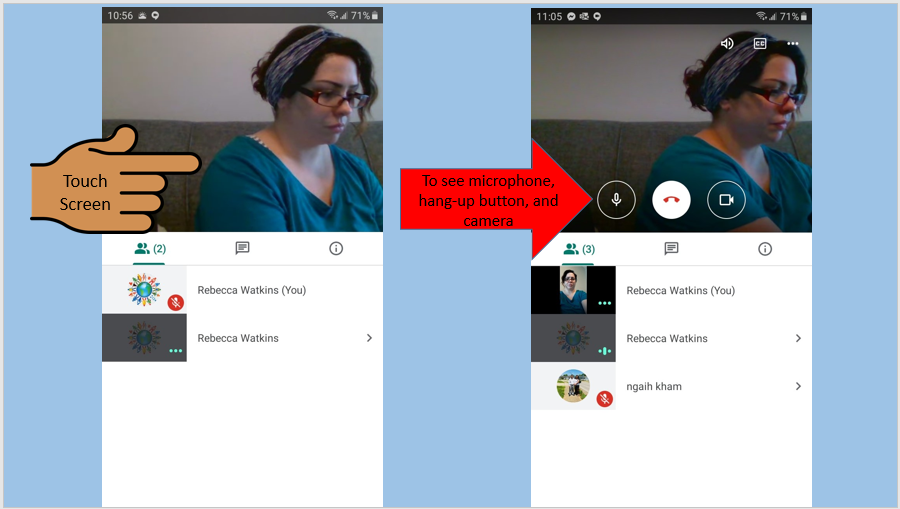 10:56
71%
Touch
Screen
(2)
Rebecca Watkins (You)
Rebecca Watkins
To see microphone,
hang-up button, and
camera
11:05
71%
CC
(3)
Rebecca Watkins (You)
Rebecca Watkins
ngaih kham